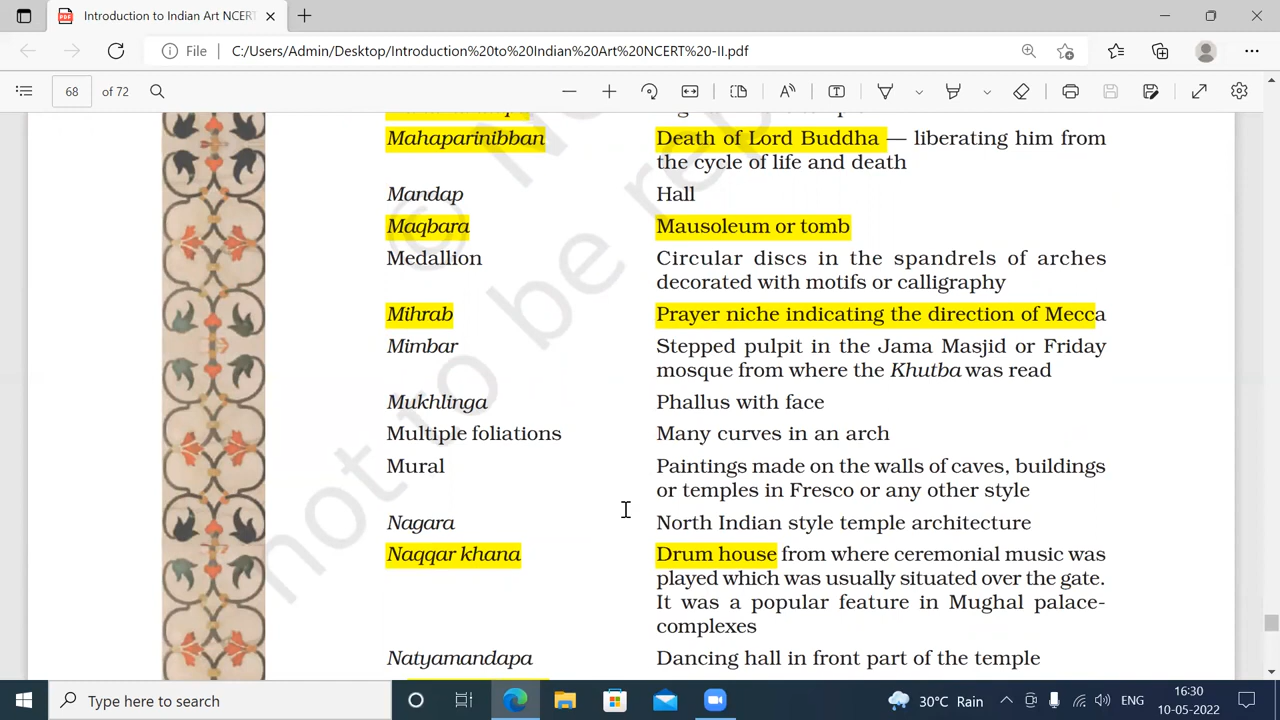 Introduction to Indian Art NCERT
File C:/Users/Admin/Desktop/Introduction%20to%20Indian%20Art%20NCERT%20-II.pdf
68 of 72
Mahaparinibban Death of Lord Buddha — liberating him from
the cycle of life and death
Mandap Hall
Maqbara Mausoleum or tomb
Medallion Circular discs in the spandrels of arches
decorated with motifs or calligraphy
Mihrab Prayer niche indicating the direction of Mecca
Mimbar Stepped pulpit in the Jama Masjid or Friday
mosque from where the Khutba was read
Mukhlinga Phallus with face
Multiple foliations Many curves in an arch
Mural Paintings made on the walls of caves, buildings
or temples in Fresco or any other style
Nagara North Indian style temple architecture
Naqqar khana Drum house from where ceremonial music was
played which was usually situated over the gate.
It was a popular feature in Mughal palace-
complexes
Natyamandapa Dancing hall in front part of the temple
© N
not to be re
Type here to search
30°C Rain
ENG
16:30
10-05-2022